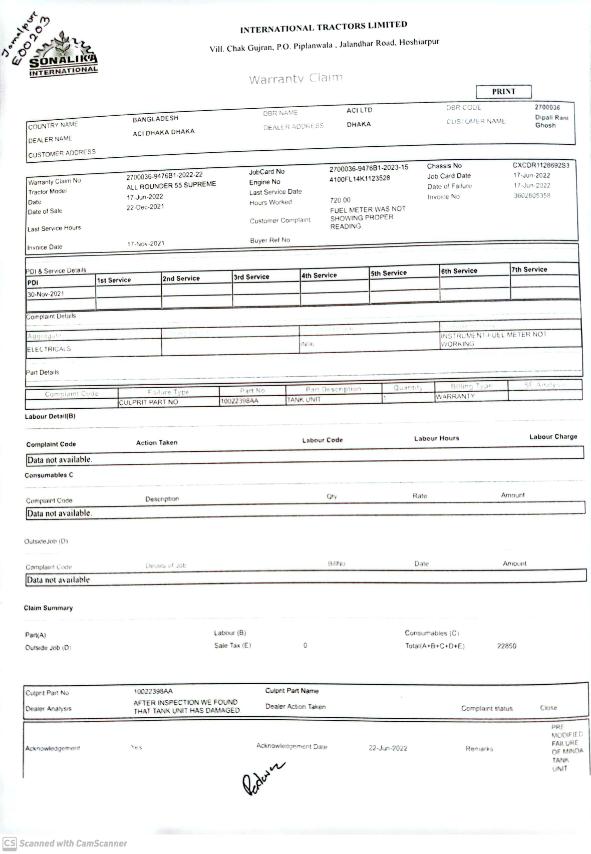 Jamalpur
E00203
SONALIKA
INTERNATIONAL
INTERNATIONAL TRACTORS LIMITED
Vill. Chak Gujran, P.O. Piplanwala , Jalandhar Road, Hoshiarpur
Warranty Claim
PRINT
COUNTRY NAME BANGLADESH DBR NAME ACI LTD DBR CODE 2700036
DEALER NAME ACI DHAKA DHAKA DEALER ADDRESS DHAKA CUSTOMER NAME Dipali Rani Ghosh
CUSTOMER ADDRESS
Warranty Claim No 2700036-9476B1-2022-22 JobCard No 2700036-9476B1-2023-15 Chassis No CXCDR1128692S3
Tractor Model ALL ROUNDER 55 SUPREME Engine No 4100FL14K1123528 Job Card Date 17-Jun-2022
Date 17-Jun-2022 Last Service Date Date of Failure 17-Jun-2022
Date of Sale 22-Dec-2021 Hours Worked 720.00 Invoice No 3602805358
Last Service Hours Customer Complaint FUEL METER WAS NOT SHOWING PROPER READING
Invoice Date 17-Nov-2021 Buyer Ref No
PDI & Service Details
PDI 1st Service 2nd Service 3rd Service 4th Service 5th Service 6th Service 7th Service
30-Nov-2021
Complaint Details
Aggregate
ELECTRICALS INSTRUMENT-FUEL METER NOT WORKING
Part Details
Complaint Code Failure Type Part No Part Description Quantity Billing Type
CULPRIT PART NO 10022398AA TANK UNIT 1 WARRANTY
Labour Detail(B)
Complaint Code Action Taken Labour Code Labour Hours Labour Charge
Data not available.
Consumables C
Complaint Code Description Qty Rate Amount
Data not available.
OutsideJob (D)
Complaint Code Details of Job BillNo Date Amount
Data not available
Claim Summary
Part(A) Labour (B) Consumables (C)
Outside Job (D) Sale Tax (E) 0 Total(A+B+C+D+E) 22850
Culprit Part No 10022398AA Culprit Part Name
Dealer Analysis AFTER INSPECTION WE FOUND THAT TANK UNIT HAS DAMAGED Dealer Action Taken Complaint status Close
Acknowledgement Yes Acknowledgement Date 22-Jun-2022 Remarks PRE MODIFIED FAILURE OF MINDA TANK UNIT
CS Scanned with CamScanner